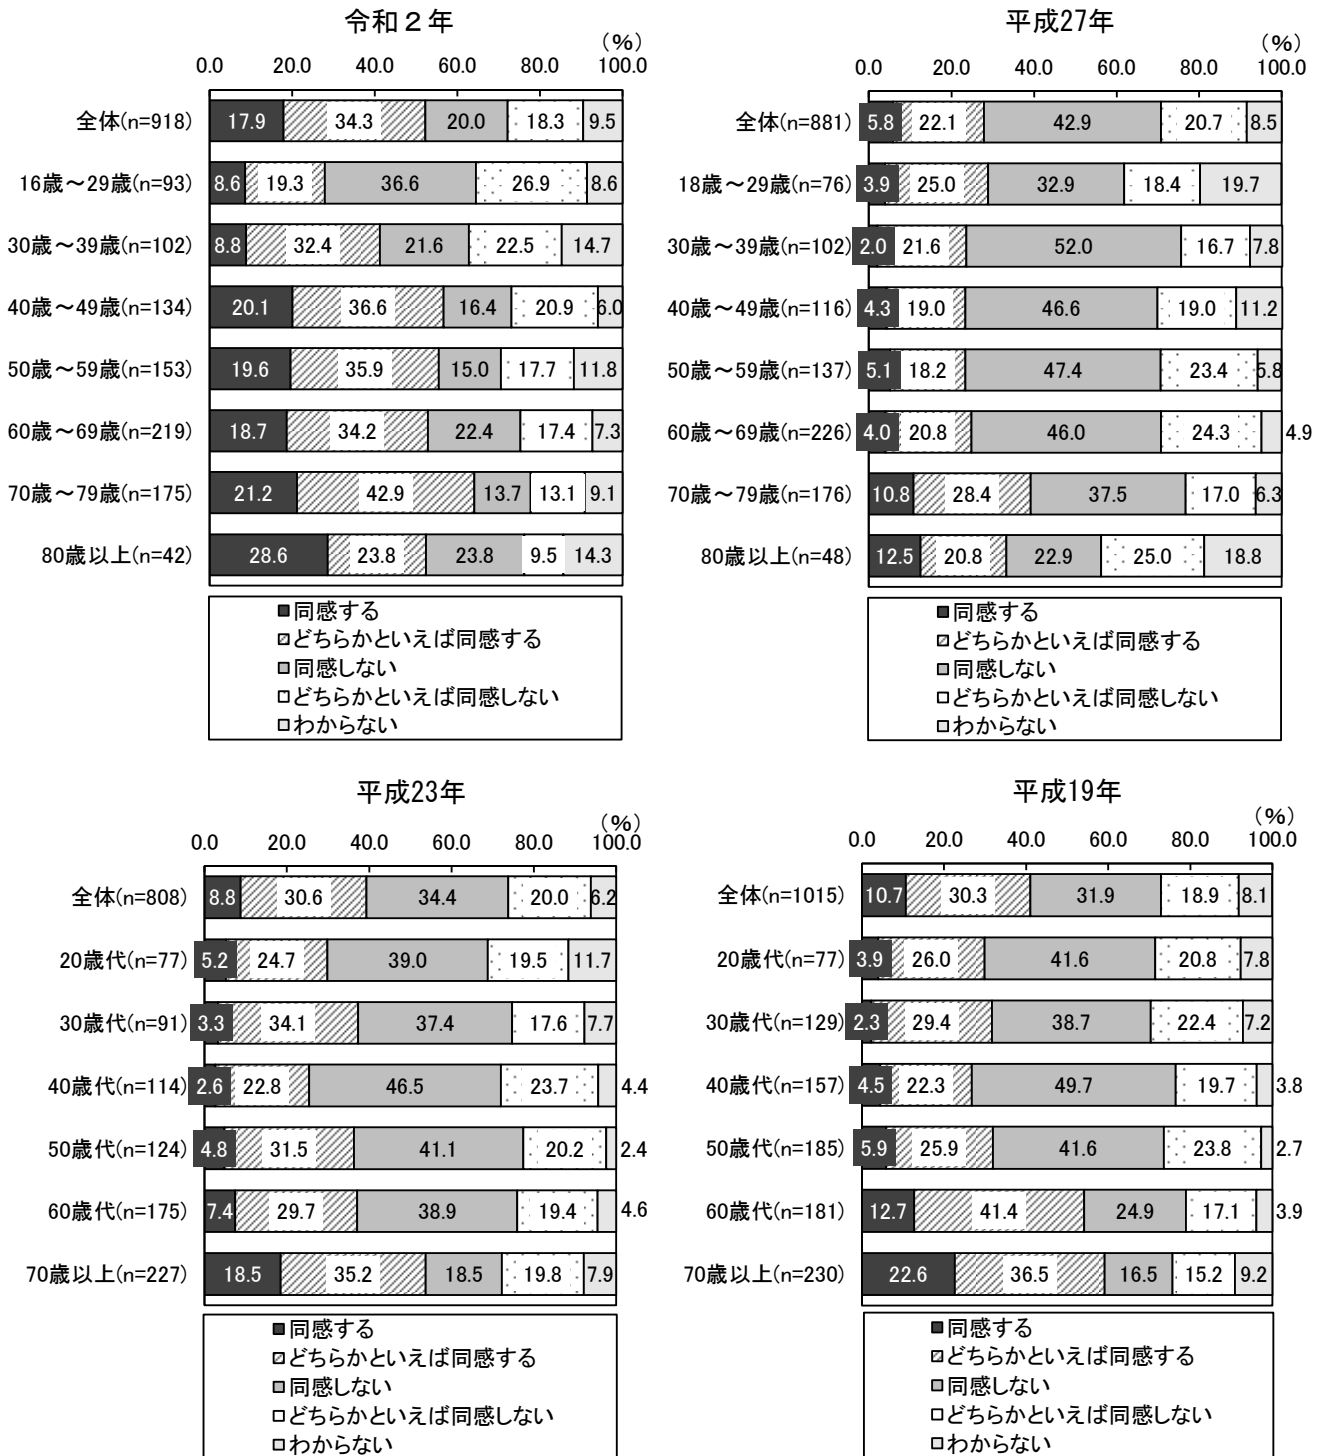 令和２年
(%)
0.0 20.0 40.0 60.0 80.0 100.0
全体(n=918) 17.9 34.3 20.0 18.3 9.5
16歳～29歳(n=93) 8.6 19.3 36.6 26.9 8.6
30歳～39歳(n=102) 8.8 32.4 21.6 22.5 14.7
40歳～49歳(n=134) 20.1 36.6 16.4 20.9 6.0
50歳～59歳(n=153) 19.6 35.9 15.0 17.7 11.8
60歳～69歳(n=219) 18.7 34.2 22.4 17.4 7.3
70歳～79歳(n=175) 21.2 42.9 13.7 13.1 9.1
80歳以上(n=42) 28.6 23.8 23.8 9.5 14.3
同感する
どちらかといえば同感する
同感しない
どちらかといえば同感しない
わからない
平成27年
(%)
0.0 20.0 40.0 60.0 80.0 100.0
全体(n=881) 5.8 22.1 42.9 20.7 8.5
18歳～29歳(n=76) 3.9 25.0 32.9 18.4 19.7
30歳～39歳(n=102) 2.0 21.6 52.0 16.7 7.8
40歳～49歳(n=116) 4.3 19.0 46.6 19.0 11.2
50歳～59歳(n=137) 5.1 18.2 47.4 23.4 5.8
60歳～69歳(n=226) 4.0 20.8 46.0 24.3 4.9
70歳～79歳(n=176) 10.8 28.4 37.5 17.0 6.3
80歳以上(n=48) 12.5 20.8 22.9 25.0 18.8
同感する
どちらかといえば同感する
同感しない
どちらかといえば同感しない
わからない
平成23年
(%)
0.0 20.0 40.0 60.0 80.0 100.0
全体(n=808) 8.8 30.6 34.4 20.0 6.2
20歳代(n=77) 5.2 24.7 39.0 19.5 11.7
30歳代(n=91) 3.3 34.1 37.4 17.6 7.7
40歳代(n=114) 2.6 22.8 46.5 23.7 4.4
50歳代(n=124) 4.8 31.5 41.1 20.2 2.4
60歳代(n=175) 7.4 29.7 38.9 19.4 4.6
70歳以上(n=227) 18.5 35.2 18.5 19.8 7.9
同感する
どちらかといえば同感する
同感しない
どちらかといえば同感しない
わからない
平成19年
(%)
0.0 20.0 40.0 60.0 80.0 100.0
全体(n=1015) 10.7 30.3 31.9 18.9 8.1
20歳代(n=77) 3.9 26.0 41.6 20.8 7.8
30歳代(n=129) 2.3 29.4 38.7 22.4 7.2
40歳代(n=157) 4.5 22.3 49.7 19.7 3.8
50歳代(n=185) 5.9 25.9 41.6 23.8 2.7
60歳代(n=181) 12.7 41.4 24.9 17.1 3.9
70歳以上(n=230) 22.6 36.5 16.5 15.2 9.2
同感する
どちらかといえば同感する
同感しない
どちらかといえば同感しない
わからない